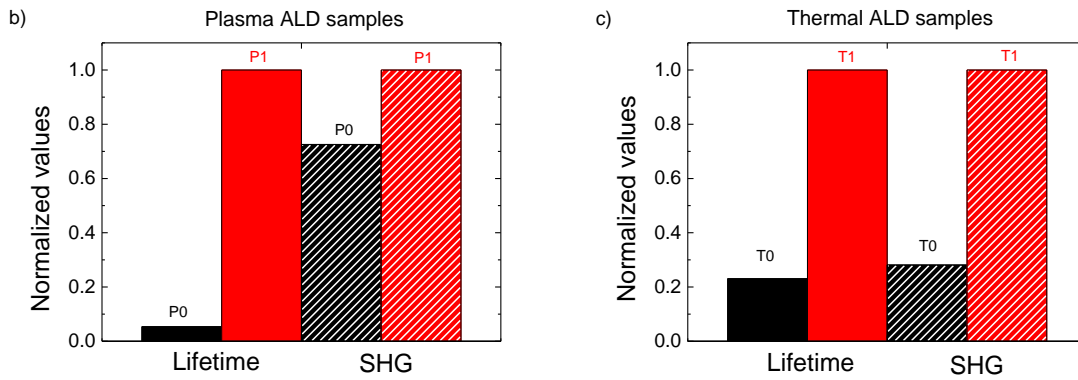 b)
Plasma ALD samples
Normalized values
1.0
0.8
0.6
0.4
0.2
0.0
P0
P1
P0
P1
Lifetime
SHG
c)
Thermal ALD samples
Normalized values
1.0
0.8
0.6
0.4
0.2
0.0
T0
T1
T0
T1
Lifetime
SHG